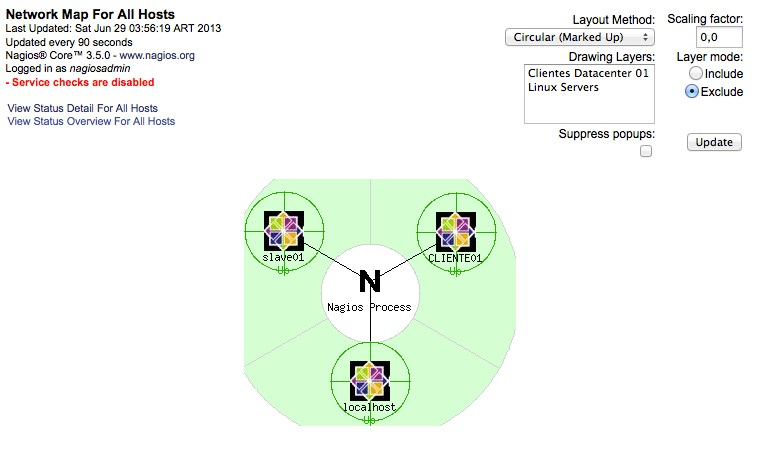 Network Map For All Hosts
Last Updated: Sat Jun 29 03:56:19 ART 2013
Updated every 90 seconds
Nagios® Core™ 3.5.0 - www.nagios.org
Logged in as nagiosadmin
- Service checks are disabled
View Status Detail For All Hosts
View Status Overview For All Hosts
Layout Method:
Circular (Marked Up)
Drawing Layers:
Clientes Datacenter 01
Linux Servers
Suppress popups:
Scaling factor:
0,0
Layer mode:
Include
Exclude
Update
slave01
Up
CLIENTE01
Up
N
Nagios Process
localhost
Up